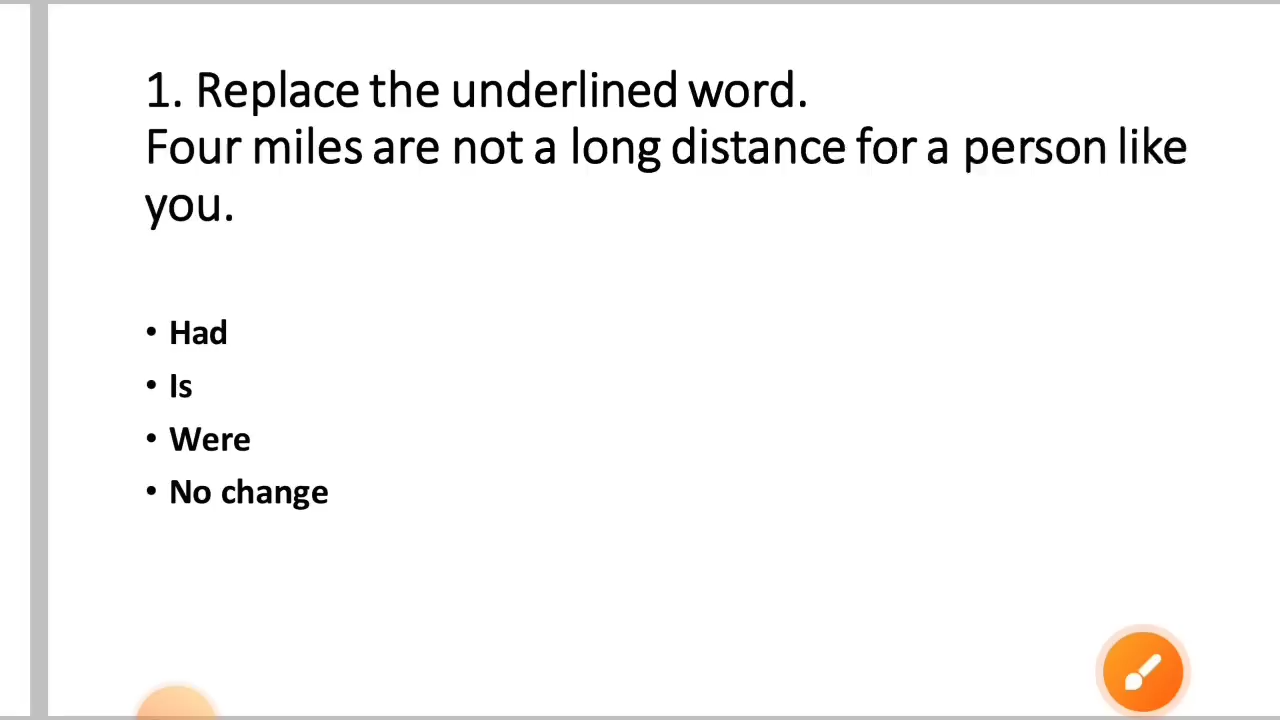 1. Replace the underlined word.
Four miles are not a long distance for a person like
you.
• Had
• Is
• Were
• No change